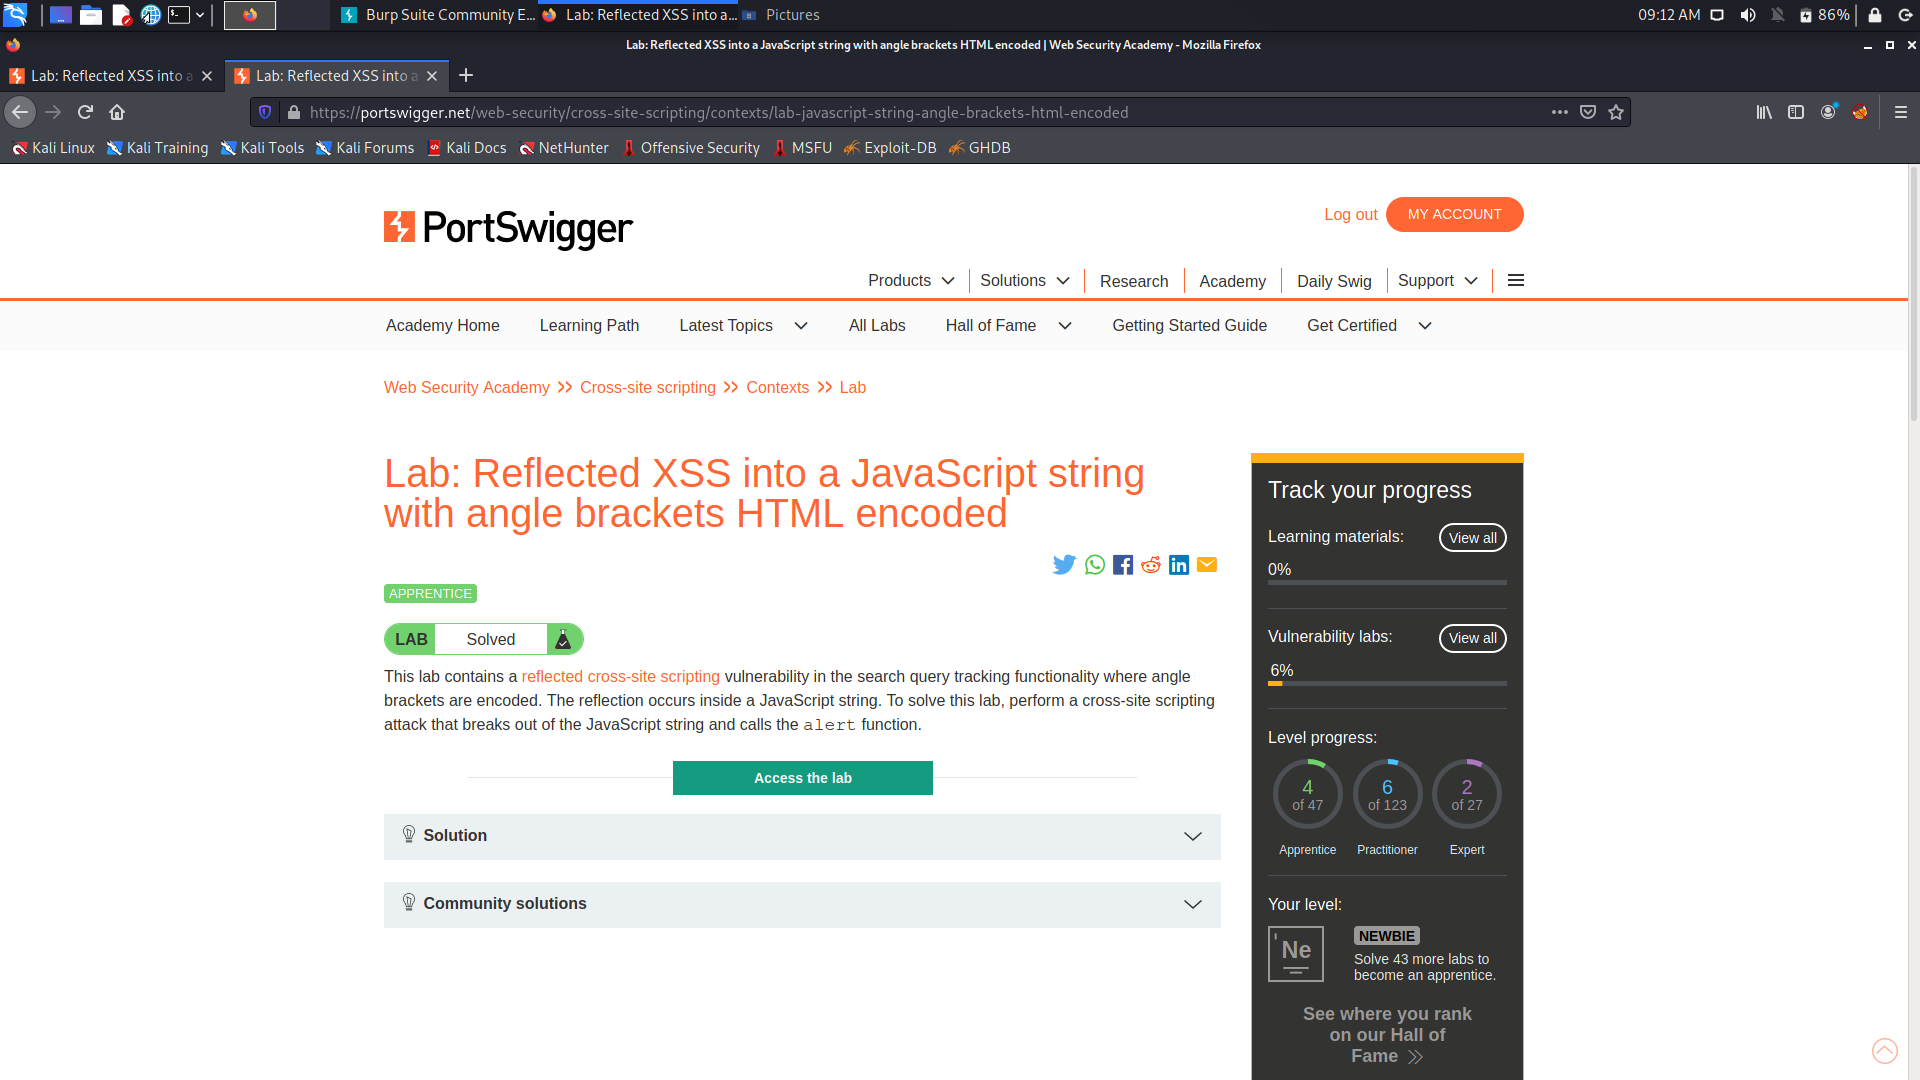 Burp Suite Community E...
Lab: Reflected XSS into a...
Pictures
09:12 AM
86%
Lab: Reflected XSS into a JavaScript string with angle brackets HTML encoded | Web Security Academy - Mozilla Firefox
Lab: Reflected XSS into a
Lab: Reflected XSS into a
https://portswigger.net/web-security/cross-site-scripting/contexts/lab-javascript-string-angle-brackets-html-encoded
Kali Linux
Kali Training
Kali Tools
Kali Forums
Kali Docs
NetHunter
Offensive Security
MSFU
Exploit-DB
GHDB
PortSwigger
Log out
MY ACCOUNT
Products
Solutions
Research
Academy
Daily Swig
Support
Academy Home
Learning Path
Latest Topics
All Labs
Hall of Fame
Getting Started Guide
Get Certified
Web Security Academy
Cross-site scripting
Contexts
Lab
Lab: Reflected XSS into a JavaScript string
with angle brackets HTML encoded
APPRENTICE
LAB
Solved
This lab contains a reflected cross-site scripting vulnerability in the search query tracking functionality where angle
brackets are encoded. The reflection occurs inside a JavaScript string. To solve this lab, perform a cross-site scripting
attack that breaks out of the JavaScript string and calls the alert function.
Access the lab
Solution
Community solutions
Track your progress
Learning materials:
View all
0%
Vulnerability labs:
View all
6%
Level progress:
4
of 47
6
of 123
2
of 27
Apprentice
Practitioner
Expert
Your level:
Ne
NEWBIE
Solve 43 more labs to
become an apprentice.
See where you rank
on our Hall of
Fame